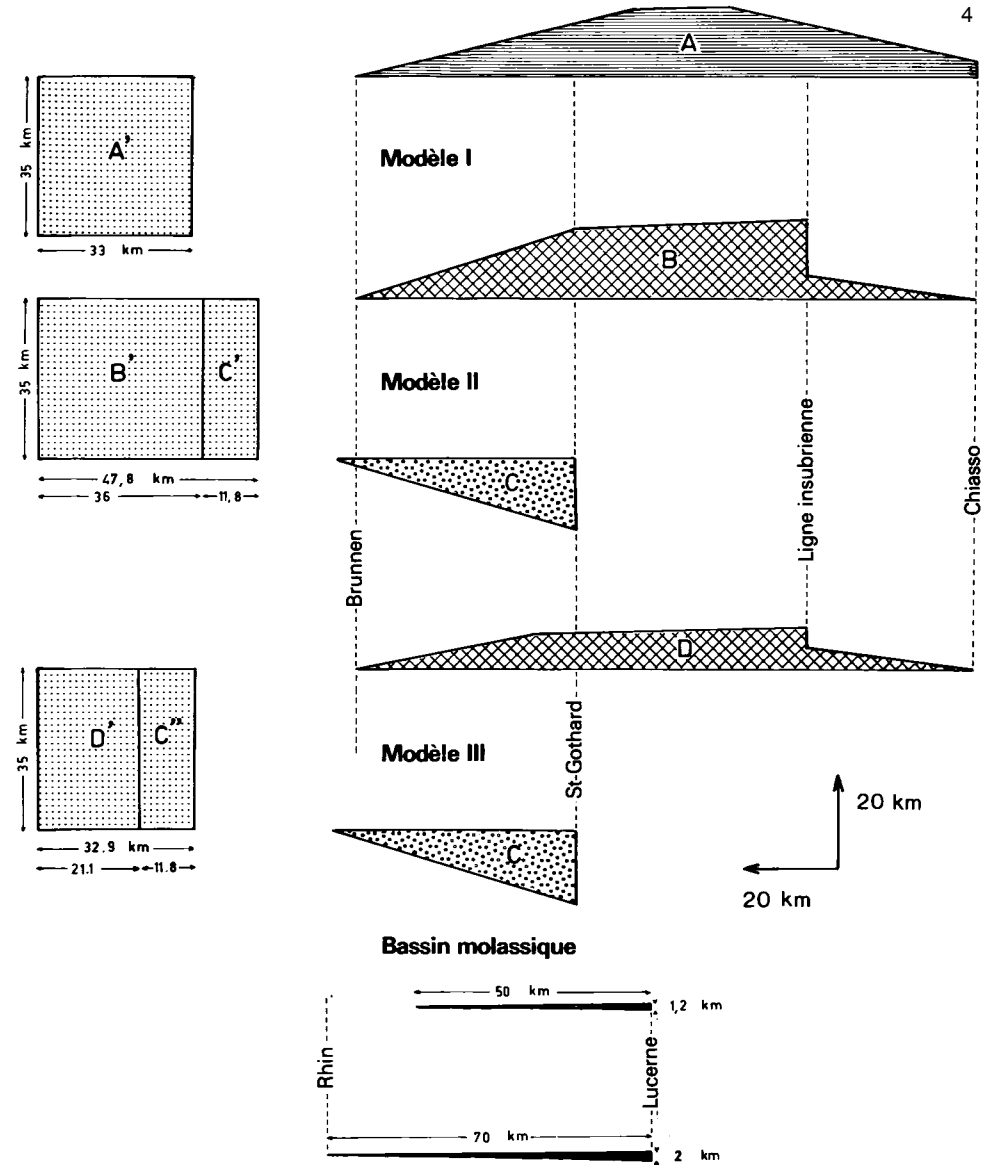 4
A
35 km
A’
33 km
Modèle I
B
35 km
B’
C’
47,8 km
36
11,8
Modèle II
C
Brunnen
St-Gothard
Ligne insubrienne
Chiasso
D
35 km
D’
C’’
32.9 km
21.1
11.8
Modèle III
C
20 km
20 km
Bassin molassique
50 km
1,2 km
Rhin
Lucerne
70 km
2 km